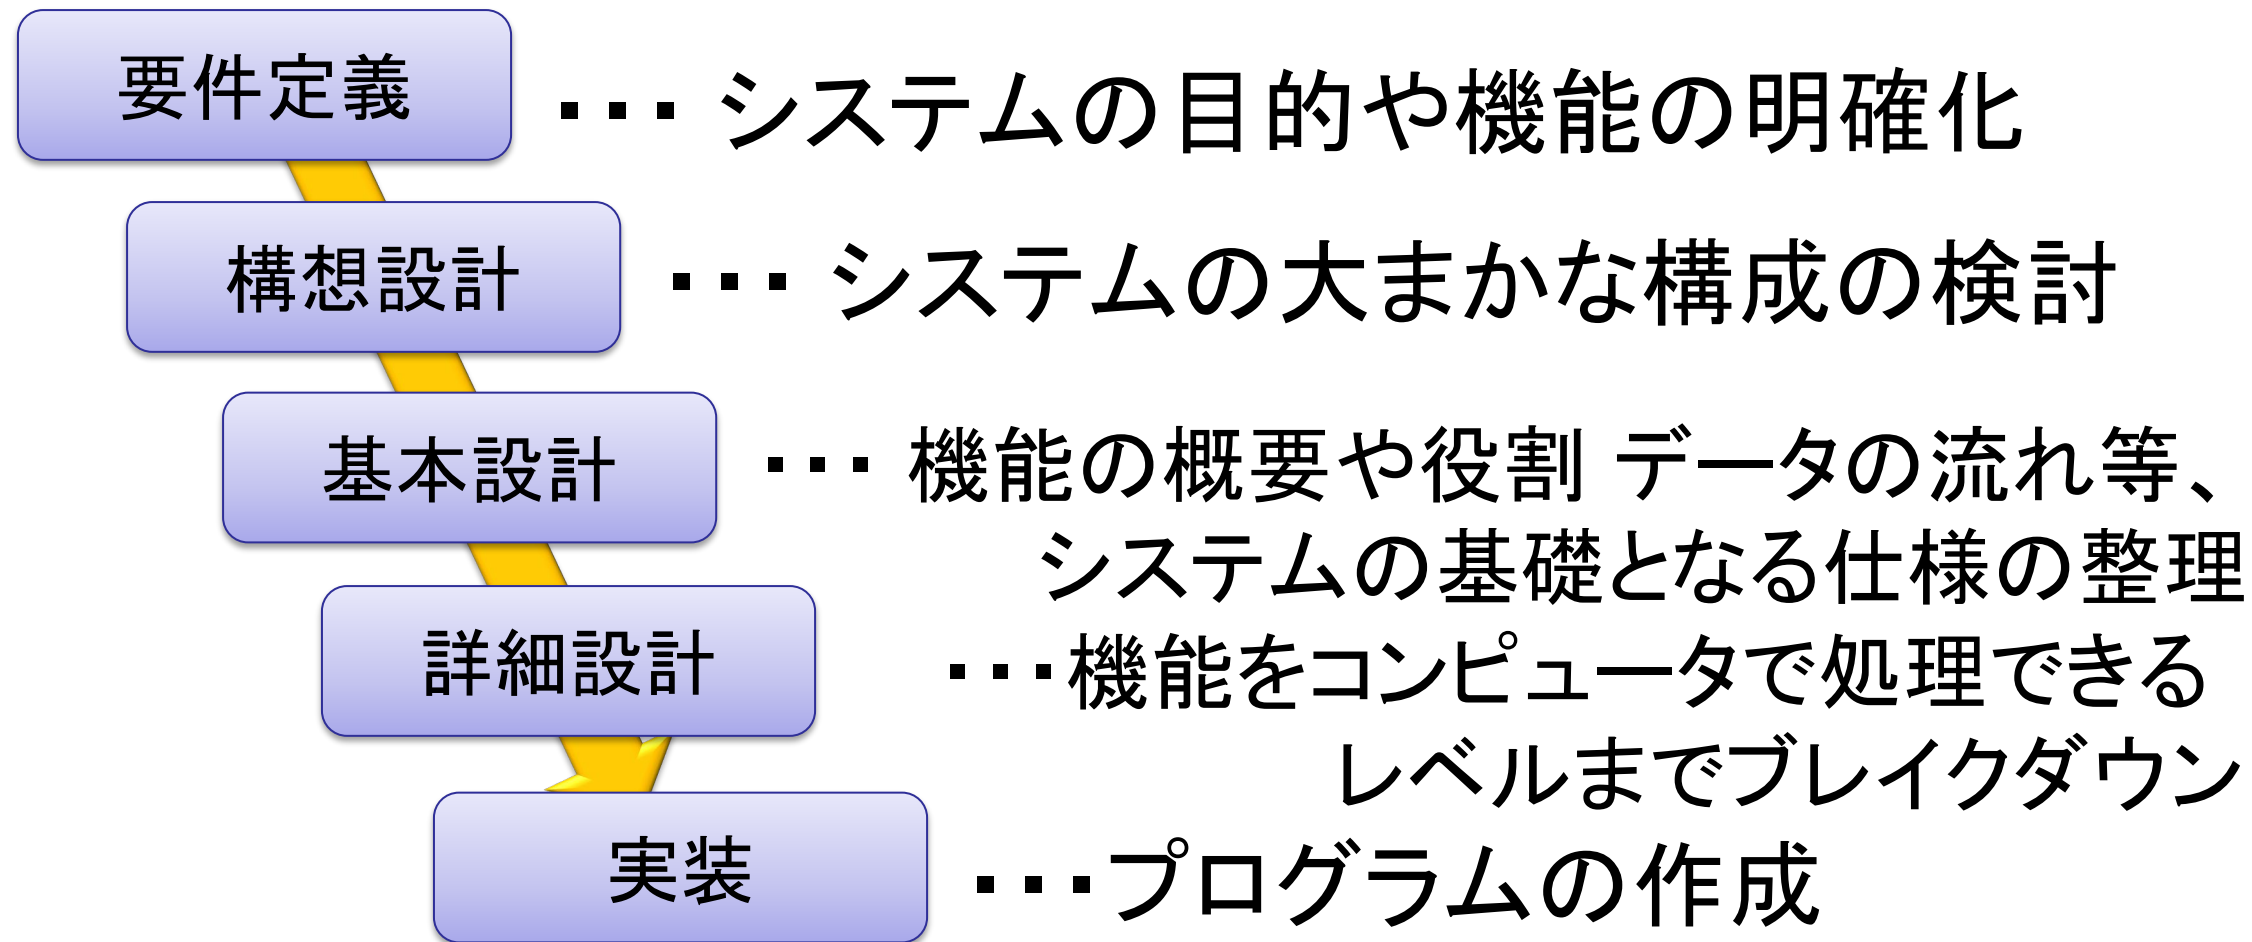 要件定義
・・・ システムの目的や機能の明確化
構想設計
・・・ システムの大まかな構成の検討
基本設計
・・・ 機能の概要や役割 データの流れ等、
システムの基礎となる仕様の整理
詳細設計
・・・機能をコンピュータで処理できる
レベルまでブレイクダウン
実装
・・・プログラムの作成